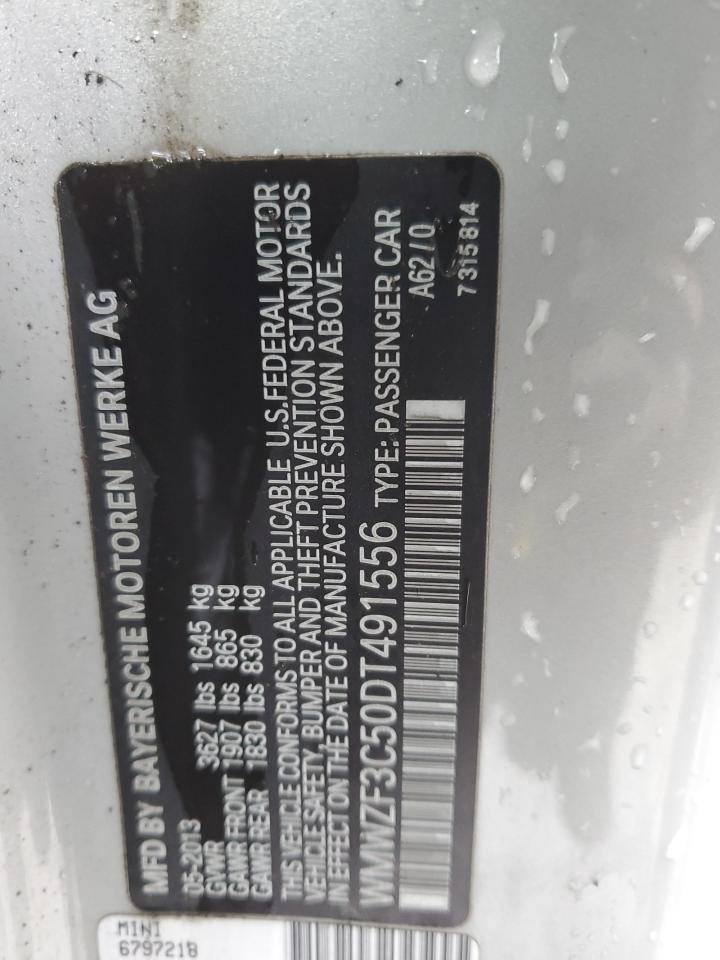 MFD BY BAYERISCHE MOTOREN WERKE AG
05-2013
GVWR 3627 lbs 1645 kg
GAWR FRONT 1907 lbs 865 kg
GAWR REAR 1830 lbs 830 kg
THIS VEHICLE CONFORMS TO ALL APPLICABLE U.S.FEDERAL MOTOR
VEHICLE SAFETY, BUMPER AND THEFT PREVENTION STANDARDS
IN EFFECT ON THE DATE OF MANUFACTURE SHOWN ABOVE.
WMWZF3C50DT491556 TYPE: PASSENGER CAR
A62/0
7315814
MINI
6797218